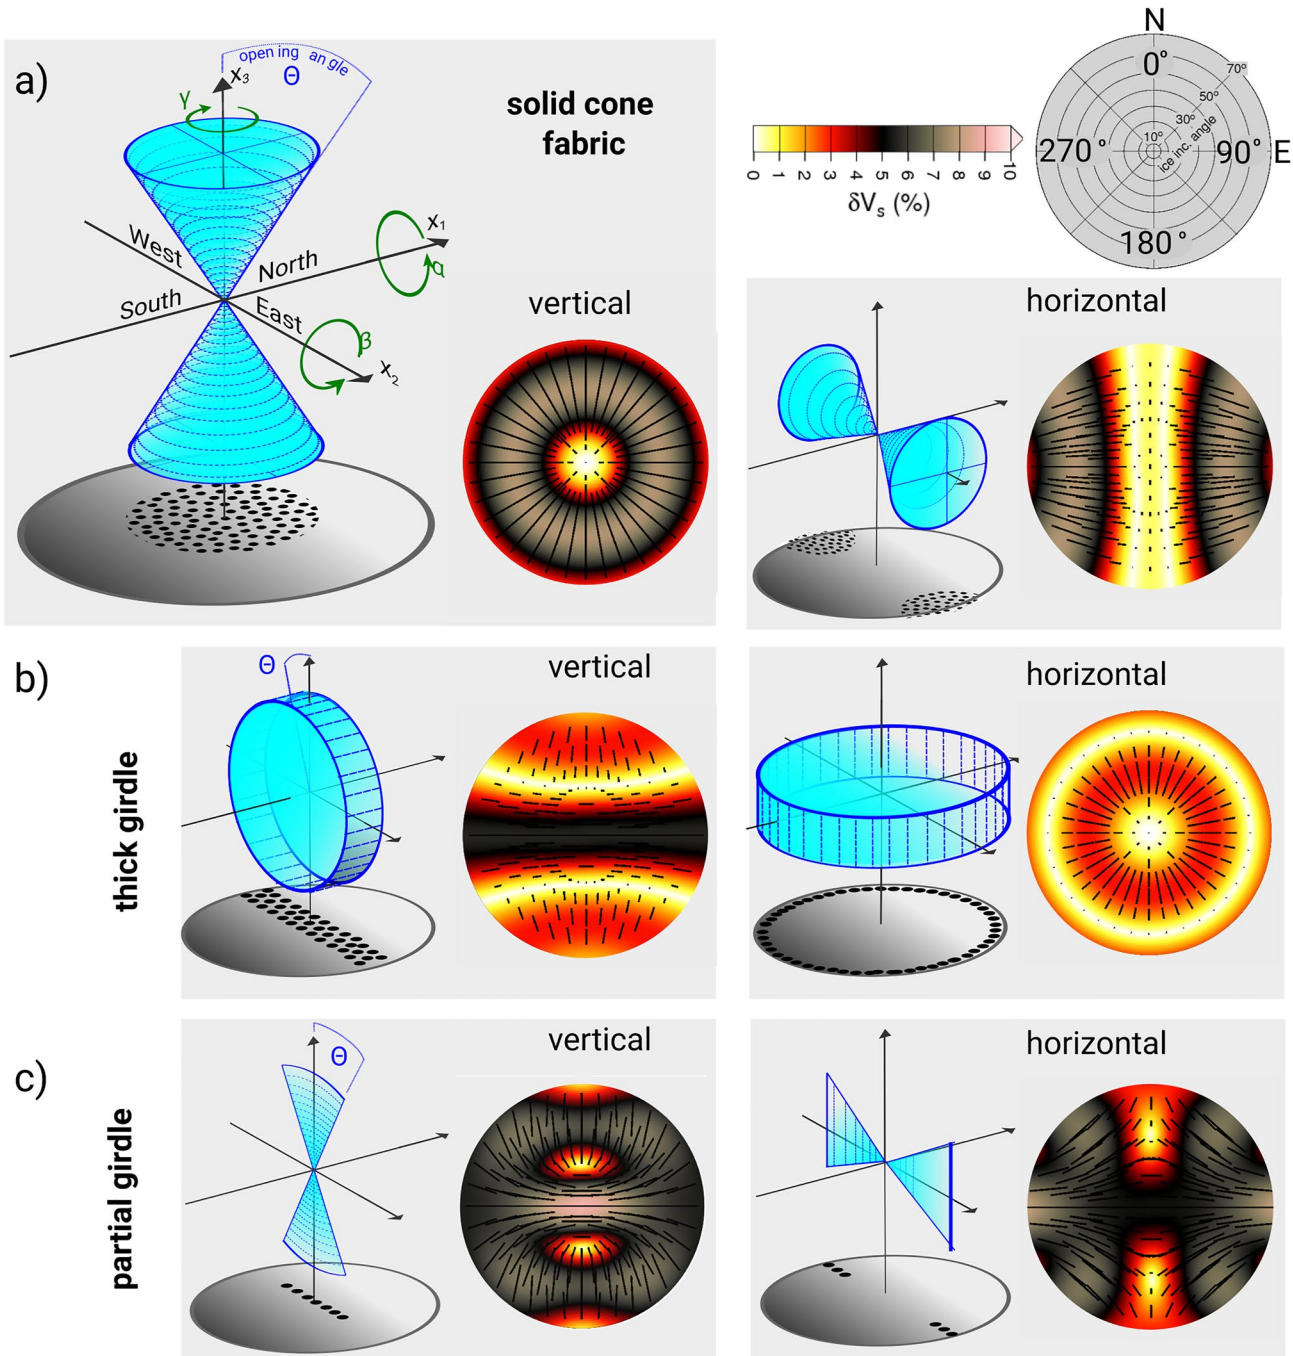 a)
opening angle
Θ
x3
γ
solid cone
fabric
West
North
x1
α
South
East
β
x2
vertical
0 1 2 3 4 5 6 7 8 9 10
δVs (%)
N
0°
70°
50°
30°
10°
ice inc. angle
270°
90° E
180°
horizontal
b)
thick girdle
Θ
vertical
horizontal
c)
partial girdle
Θ
vertical
horizontal